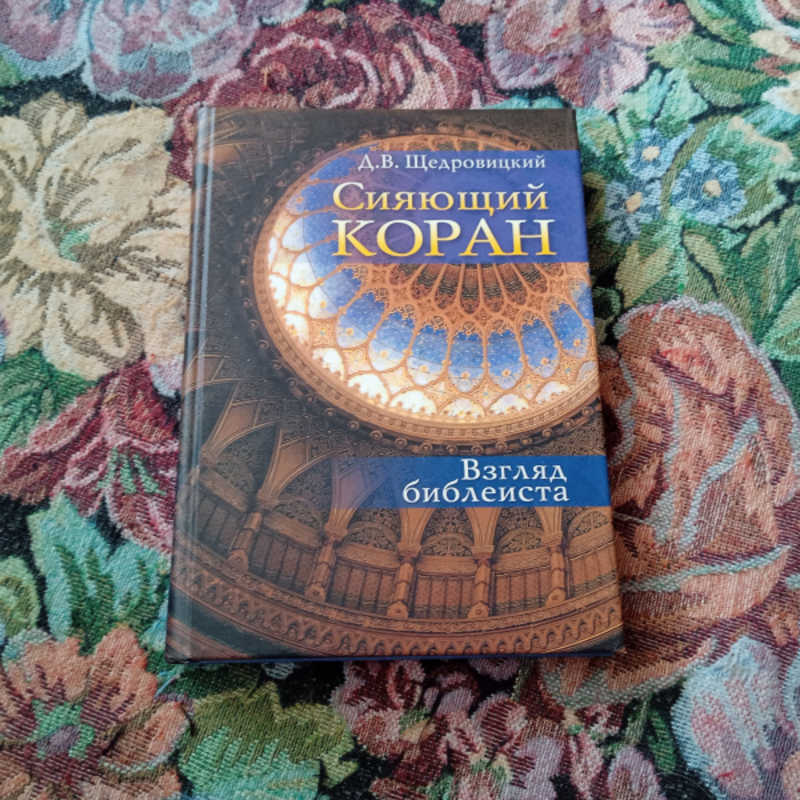 Д.В. Щедровицкий
Сияющий
КОРАН
Взгляд
библеиста